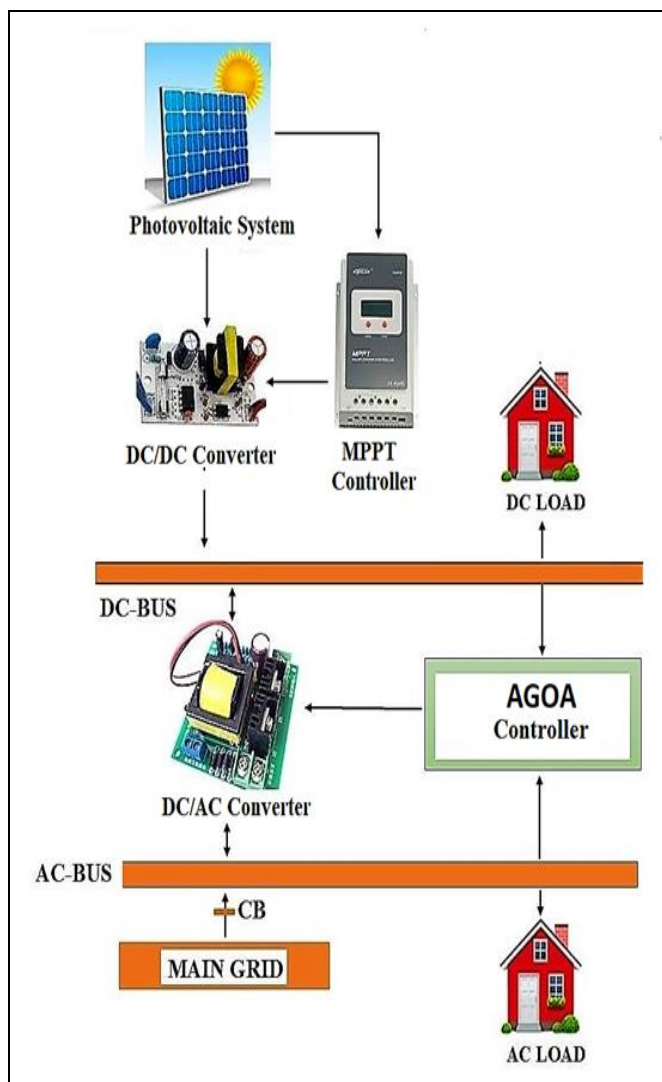 Photovoltaic System
MPPT
DC/DC Converter
MPPT
Controller
DC LOAD
DC-BUS
AGOA
Controller
DC/AC Converter
AC-BUS
CB
MAIN GRID
AC LOAD